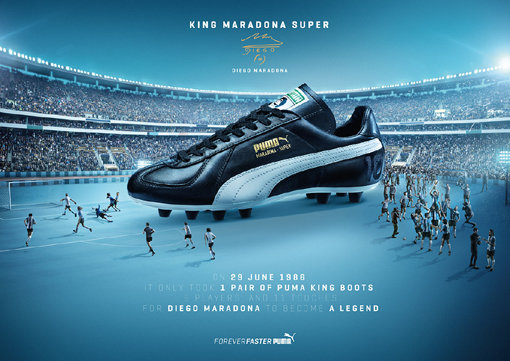 KING MARADONA SUPER
DIEGO
10
DIEGO MARADONA
PUMA
MARADONA SUPER
ON 29 JUNE 1986
IT ONLY TOOK 1 PAIR OF PUMA KING BOOTS
PLAYERS, AND 11 TOUCHES
FOR DIEGO MARADONA TO BECOME A LEGEND
FOREVER FASTER PUMA